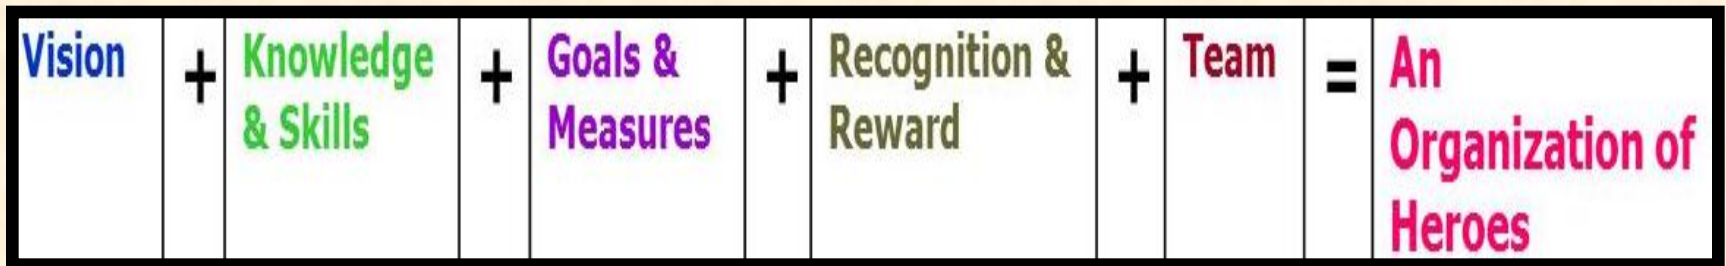 Vision
+
Knowledge
& Skills
+
Goals &
Measures
+
Recognition &
Reward
+
Team
=
An
Organization of
Heroes